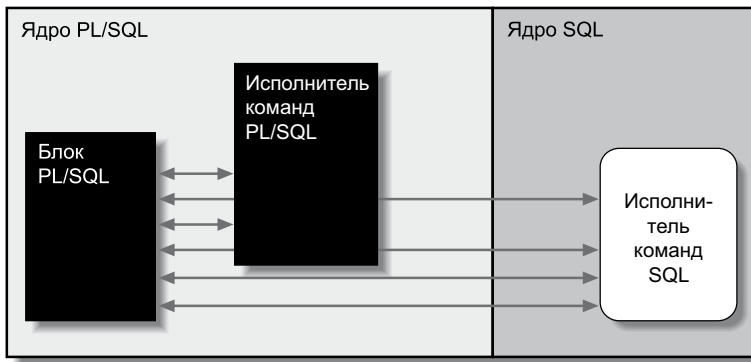 Ядро PL/SQL
Ядро SQL
Исполнитель
команд
PL/SQL
Блок
PL/SQL
Исполни-
тель
команд
SQL